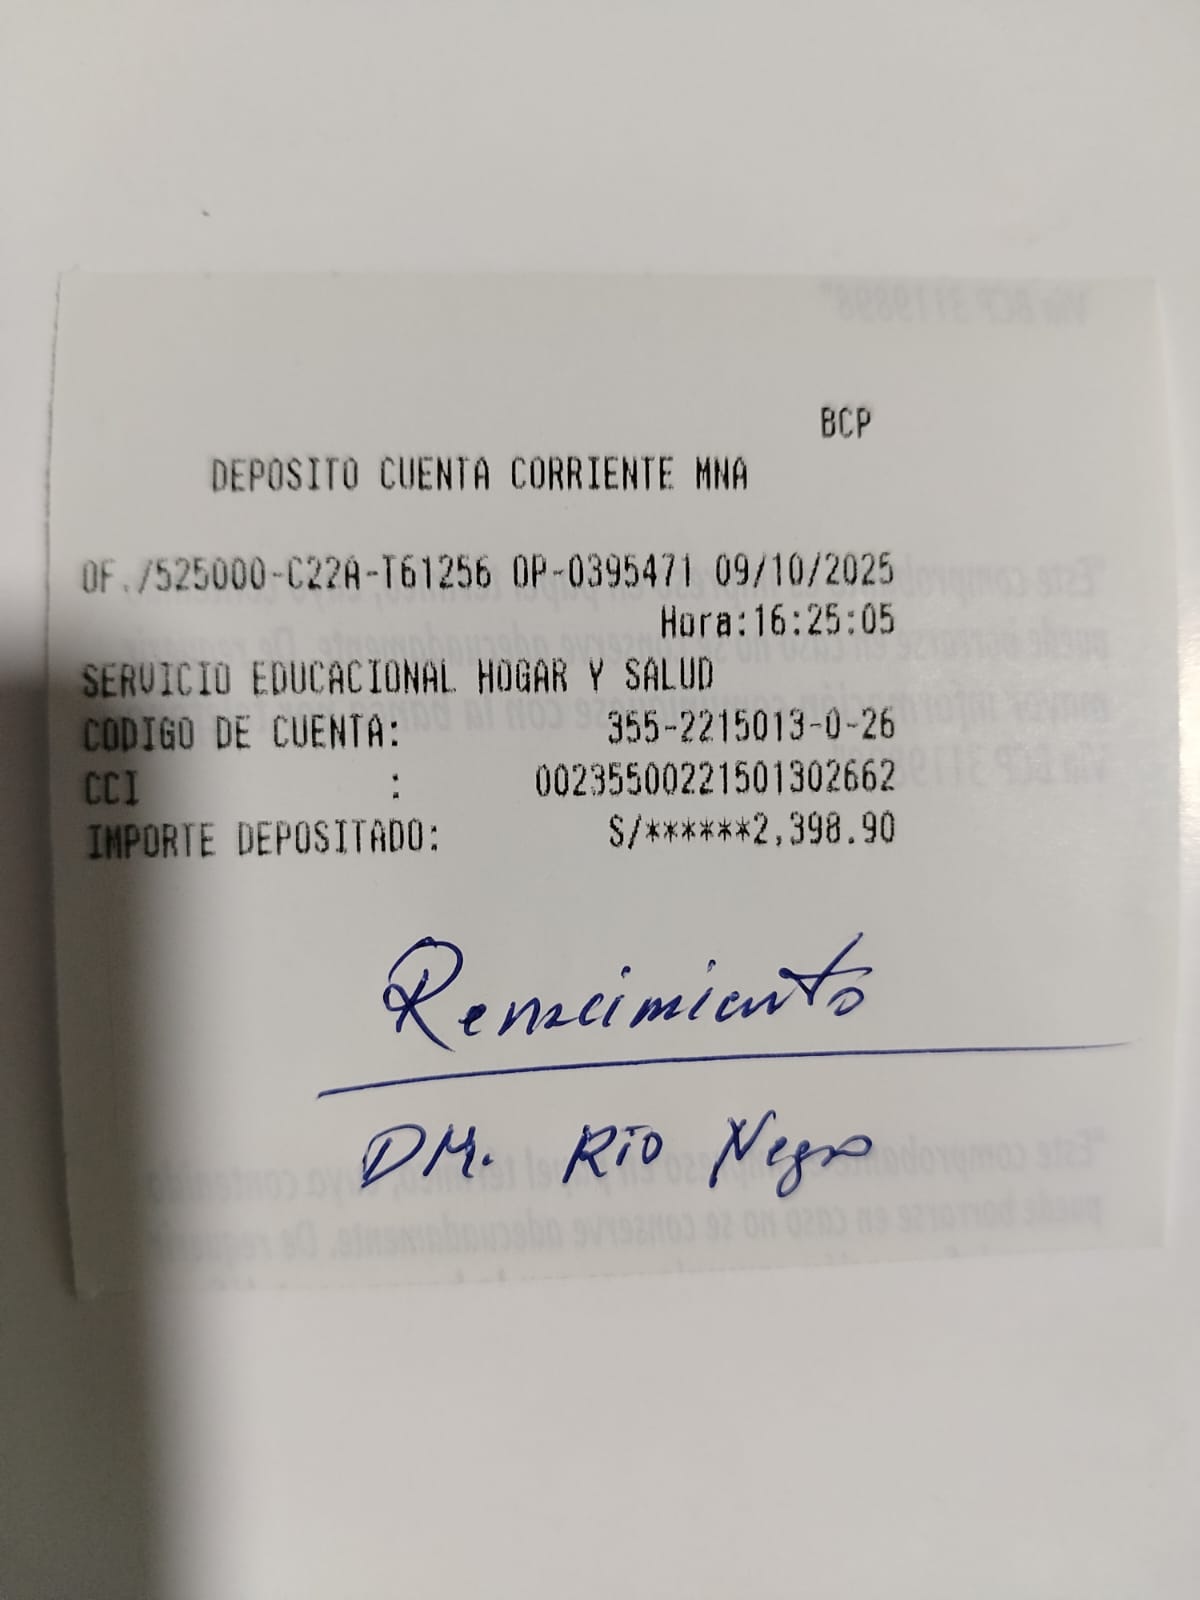 BCP
DEPOSITO CUENTA CORRIENTE MNA
OF./525000-C22A-T61256 OP-0395471 09/10/2025
Hora:16:25:05
SERVICIO EDUCACIONAL HOGAR Y SALUD
CODIGO DE CUENTA: 355-2215013-0-26
CCI : 00235500221501302662
IMPORTE DEPOSITADO: S/******2,398.90
Renacimiento
DM. Rio Negro